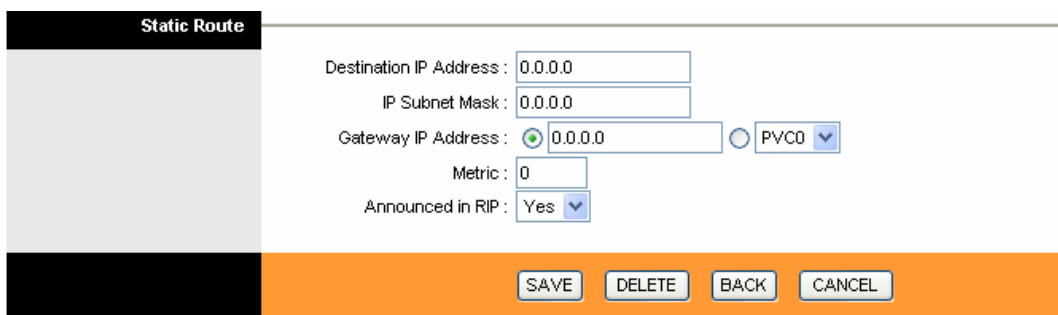 Static Route
Destination IP Address : 0.0.0.0
IP Subnet Mask : 0.0.0.0
Gateway IP Address : 0.0.0.0 PVC0
Metric : 0
Announced in RIP : Yes
SAVE DELETE BACK CANCEL